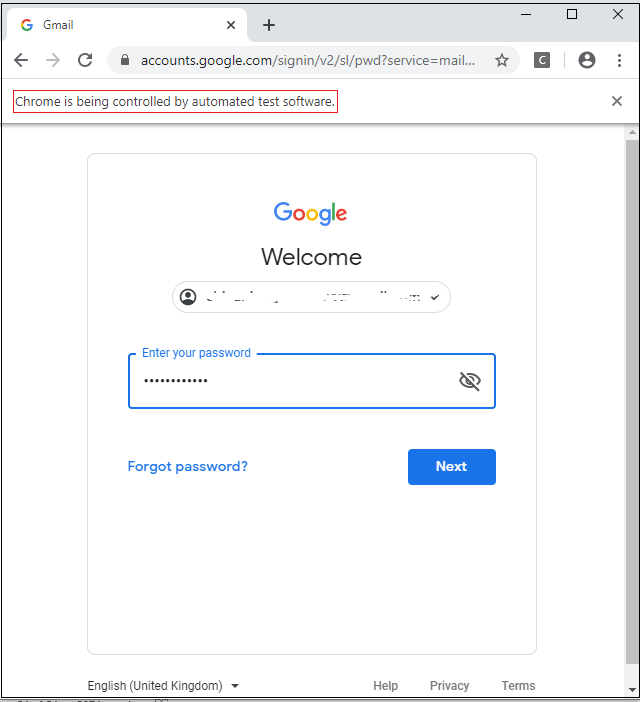 Gmail
accounts.google.com/signin/v2/sl/pwd?service=mail...
C
Chrome is being controlled by automated test software.
Google
Welcome
Enter your password
••••••••••••
Forgot password?
Next
English (United Kingdom)
Help Privacy Terms